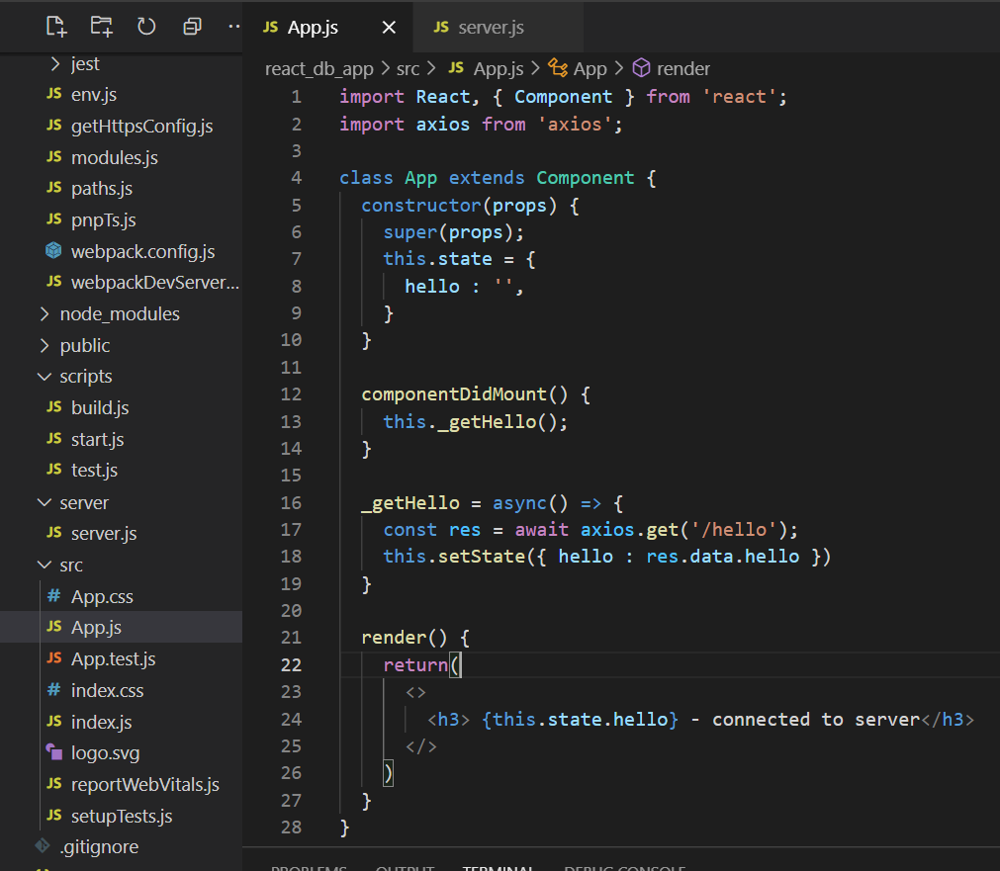 JS App.js
JS server.js
react_db_app > src > JS App.js > App > render
jest
JS env.js
JS getHttpsConfig.js
JS modules.js
JS paths.js
JS pnpTs.js
webpack.config.js
JS webpackDevServer...
node_modules
public
scripts
JS build.js
JS start.js
JS test.js
server
JS server.js
src
# App.css
JS App.js
JS App.test.js
# index.css
JS index.js
logo.svg
JS reportWebVitals.js
JS setupTests.js
.gitignore
1 import React, { Component } from 'react';
2 import axios from 'axios';
3
4 class App extends Component {
5   constructor(props) {
6     super(props);
7     this.state = {
8       hello : '',
9     }
10   }
11
12   componentDidMount() {
13     this._getHello();
14   }
15
16   _getHello = async() => {
17     const res = await axios.get('/hello');
18     this.setState({ hello : res.data.hello })
19   }
20
21   render() {
22     return(
23       <>
24         <h3> {this.state.hello} - connected to server</h3>
25       </>
26     )
27   }
28 }
PROBLEMS OUTPUT TERMINAL DEBUG CONSOLE